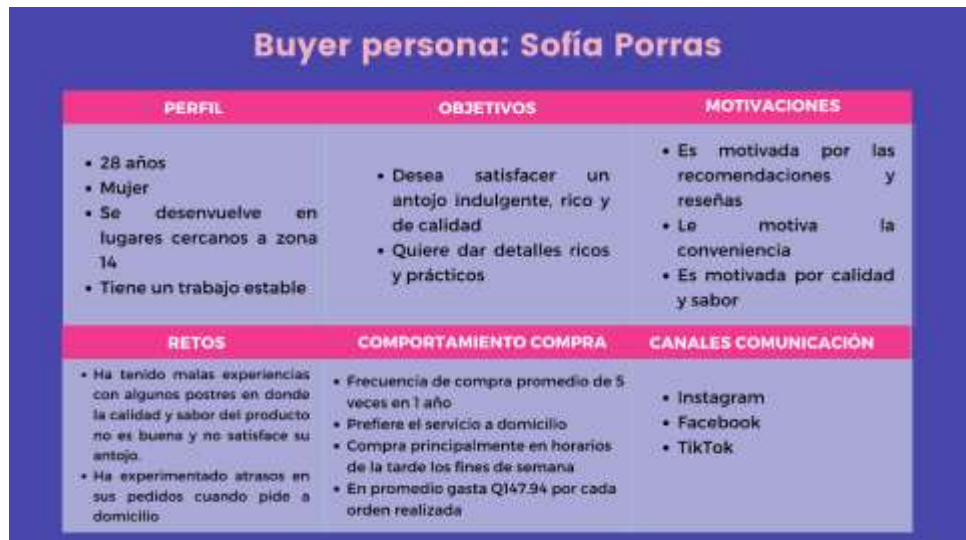 Buyer persona: Sofía Porras
PERFIL
• 28 años
• Mujer
• Se desenvuelve en
lugares cercanos a zona
14
• Tiene un trabajo estable
OBJETIVOS
• Desea satisfacer un
antojo indulgente, rico y
de calidad
• Quiere dar detalles ricos
y prácticos
MOTIVACIONES
• Es motivada por las
recomendaciones y
reseñas
• Le motiva la
conveniencia
• Es motivada por calidad
y sabor
RETOS
• Ha tenido malas experiencias
con algunos postres en donde
la calidad y sabor del producto
no es buena y no satisface su
antojo.
• Ha experimentado atrasos en
sus pedidos cuando pide a
domicilio
COMPORTAMIENTO COMPRA
• Frecuencia de compra promedio de 5
veces en 1 año
• Prefiere el servicio a domicilio
• Compra principalmente en horarios
de la tarde los fines de semana
• En promedio gasta Q147.94 por cada
orden realizada
CANALES COMUNICACIÓN
• Instagram
• Facebook
• TikTok